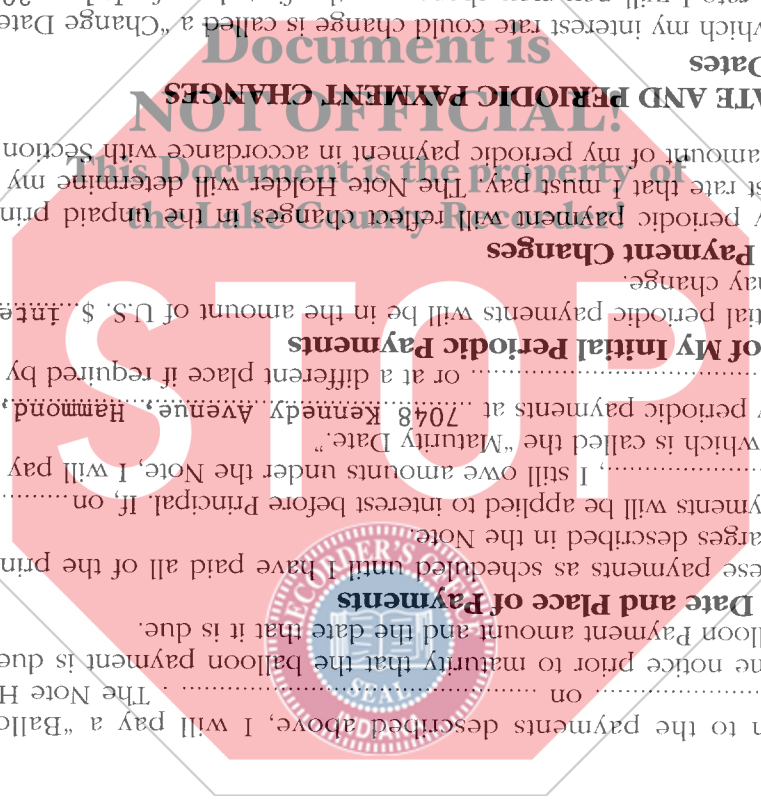 n to the payments described above, I will pay a "Ballo
.................... on .................................... . The Note H
ne notice prior to maturity that the balloon payment is due
lloon Payment amount and the date that it is due.
Date and Place of Payments
ese payments as scheduled until I have paid all of the prin
arges described in the Note.
yments will be applied to interest before Principal. If, on .........
...................., I still owe amounts under the Note, I will pay
which is called the "Maturity Date."
y periodic payments at 7048 Kennedy Avenue, Hammond,
.................................... or at a different place if required by
of My Initial Periodic Payments
tial periodic payments will be in the amount of U.S. $ inte
ay change.
Payment Changes
y periodic payment will reflect changes in the unpaid prin
st rate that I must pay. The Note Holder will determine my
amount of my periodic payment in accordance with Section
ATE AND PERIODIC PAYMENT CHANGES
Dates
which my interest rate could change is called a "Change Date
Document is
NOT OFFICIAL!
This Document is the property of
the Lake County Recorder!
STOP
RECORDER'S OFFICE
SEAL
INDIANA